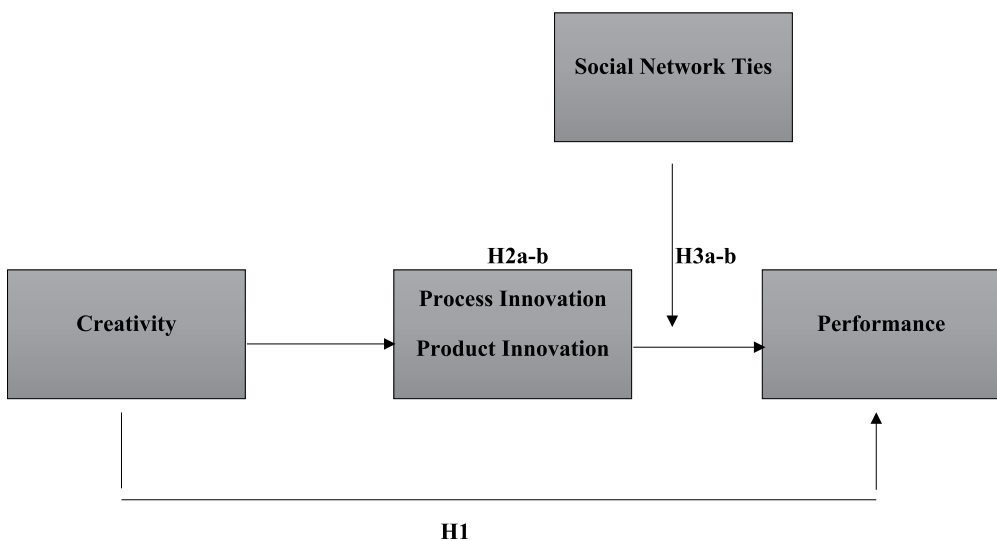 Social Network Ties
H2a-b
H3a-b
Creativity
Process Innovation
Product Innovation
Performance
H1